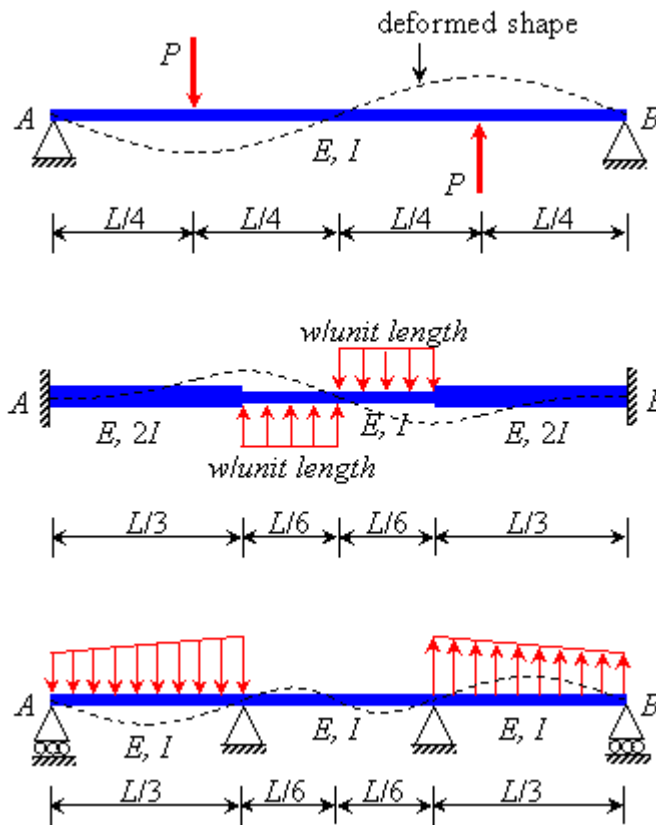 deformed shape
P
A B
E, I
P
L/4 L/4 L/4 L/4
w/unit length
A B
E, 2I E, I E, 2I
w/unit length
L/3 L/6 L/6 L/3
A B
E, I E, I E, I
L/3 L/6 L/6 L/3